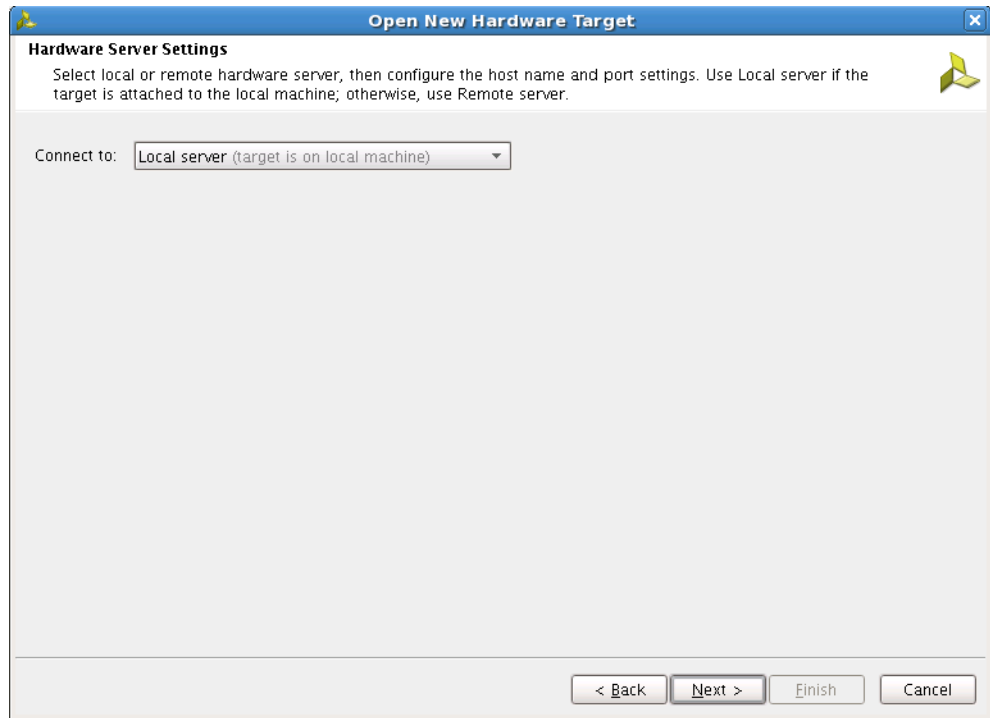 Open New Hardware Target
Hardware Server Settings
Select local or remote hardware server, then configure the host name and port settings. Use Local server if the
target is attached to the local machine; otherwise, use Remote server.
Connect to: Local server (target is on local machine)
< Back Next > Finish Cancel